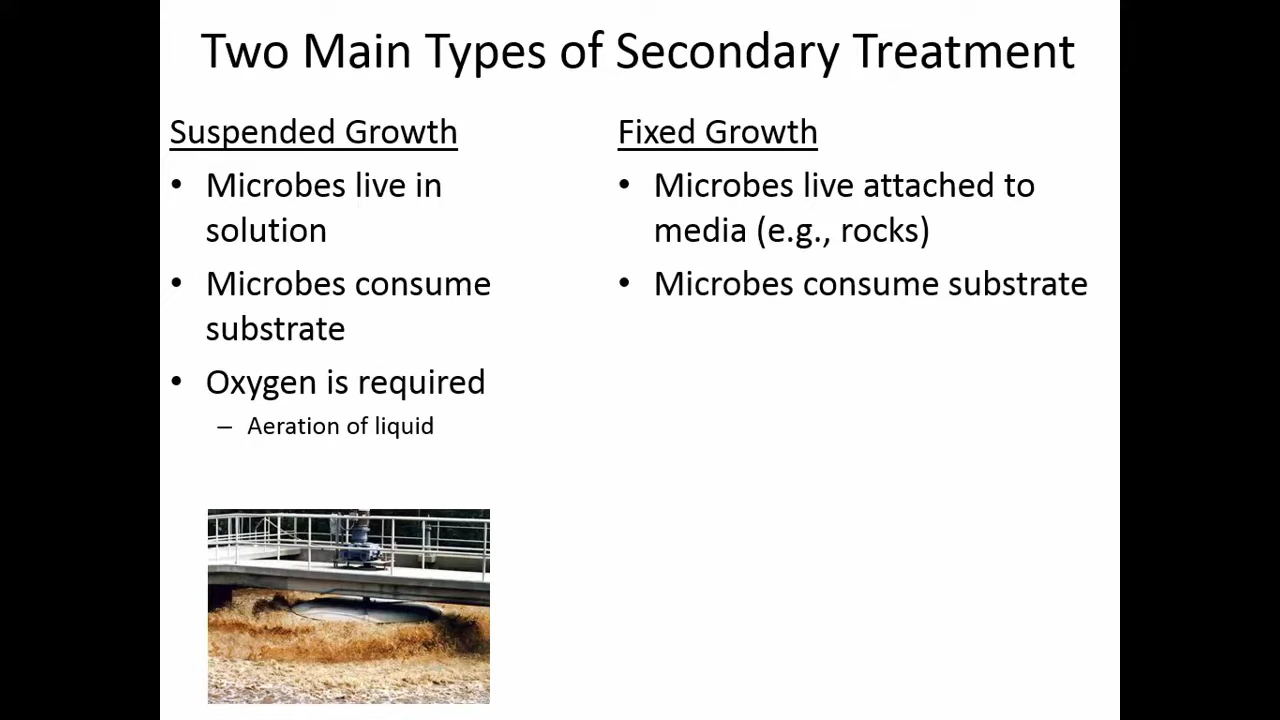 Two Main Types of Secondary Treatment
Suspended Growth
• Microbes live in
solution
• Microbes consume
substrate
• Oxygen is required
– Aeration of liquid
Fixed Growth
• Microbes live attached to
media (e.g., rocks)
• Microbes consume substrate